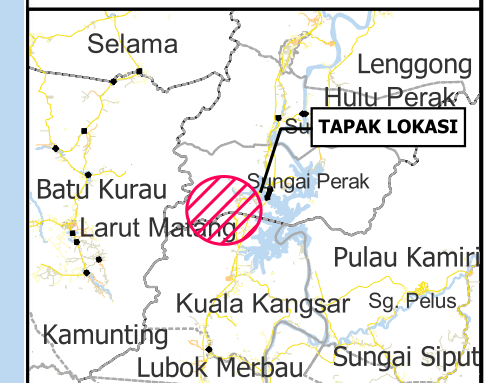 Selama
Lenggong
Hulu Perak
Su
TAPAK LOKASI
Sungai Perak
Batu Kurau
Larut Matang
Pulau Kamiri
Kuala Kangsar
Sg. Pelus
Kamunting
Lubok Merbau
Sungai Siput